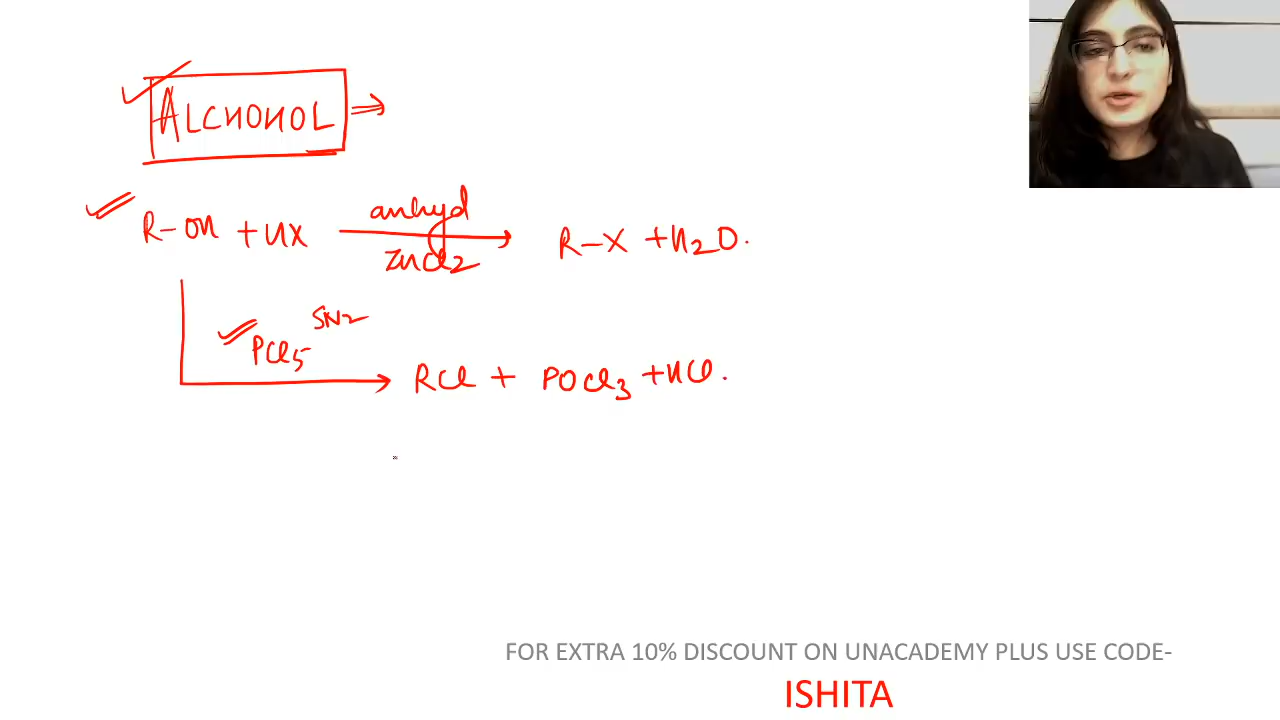 ALCHOHOL ⇒
R-OH + HX anhyd ZnCl2 → R-X + H2O.
PCl5 SN2 → RCl + POCl3 + HCl.
FOR EXTRA 10% DISCOUNT ON UNACADEMY PLUS USE CODE-
ISHITA